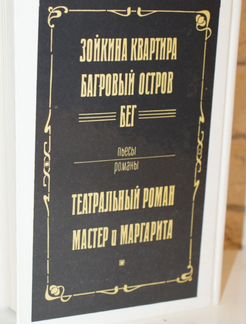 ЗОЙКИНА КВАРТИРА
БАГРОВЫЙ ОСТРОВ
БЕГ
пьесы
романы
ТЕАТРАЛЬНЫЙ РОМАН
МАСТЕР и МАРГАРИТА